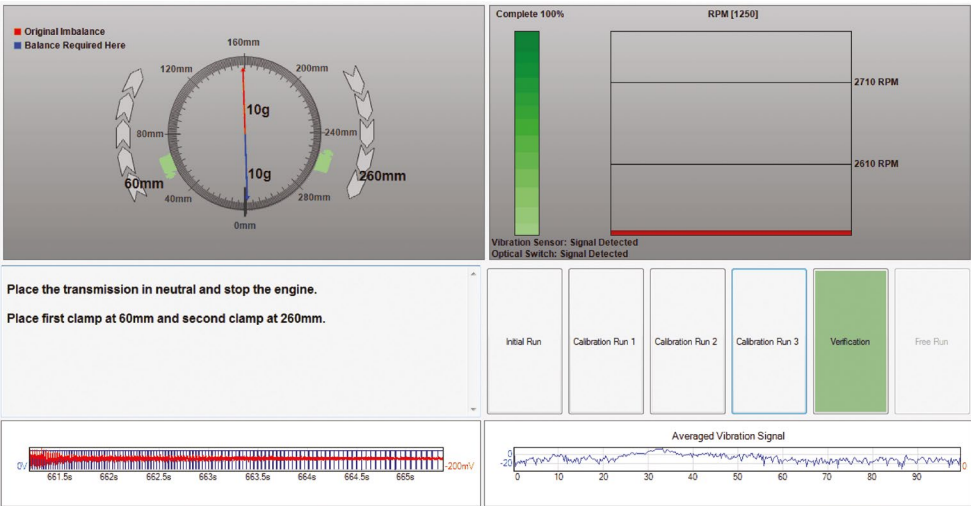 Original Imbalance
Balance Required Here
160mm
120mm
200mm
10g
80mm
240mm
10g
60mm
260mm
40mm
280mm
0mm
Complete 100%
RPM [1250]
2710 RPM
2610 RPM
Vibration Sensor: Signal Detected
Optical Switch: Signal Detected
Place the transmission in neutral and stop the engine.
Place first clamp at 60mm and second clamp at 260mm.
Initial Run
Calibration Run 1
Calibration Run 2
Calibration Run 3
Verification
Free Run
0V
-200mV
661.5s 662s 662.5s 663s 663.5s 664s 664.5s 665s
Averaged Vibration Signal
0
-20
0
0 10 20 30 40 50 60 70 80 90